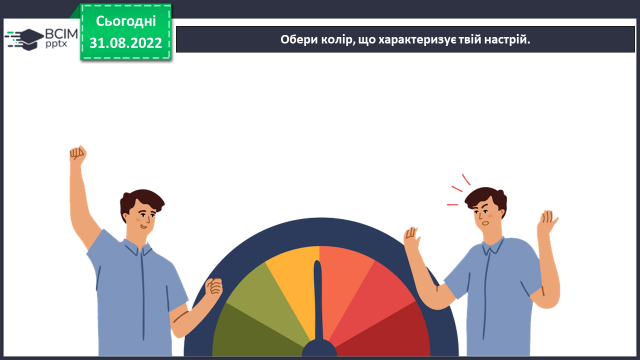 ВСІМ
pptx
Сьогодні
31.08.2022
Обери колір, що характеризує твій настрій.